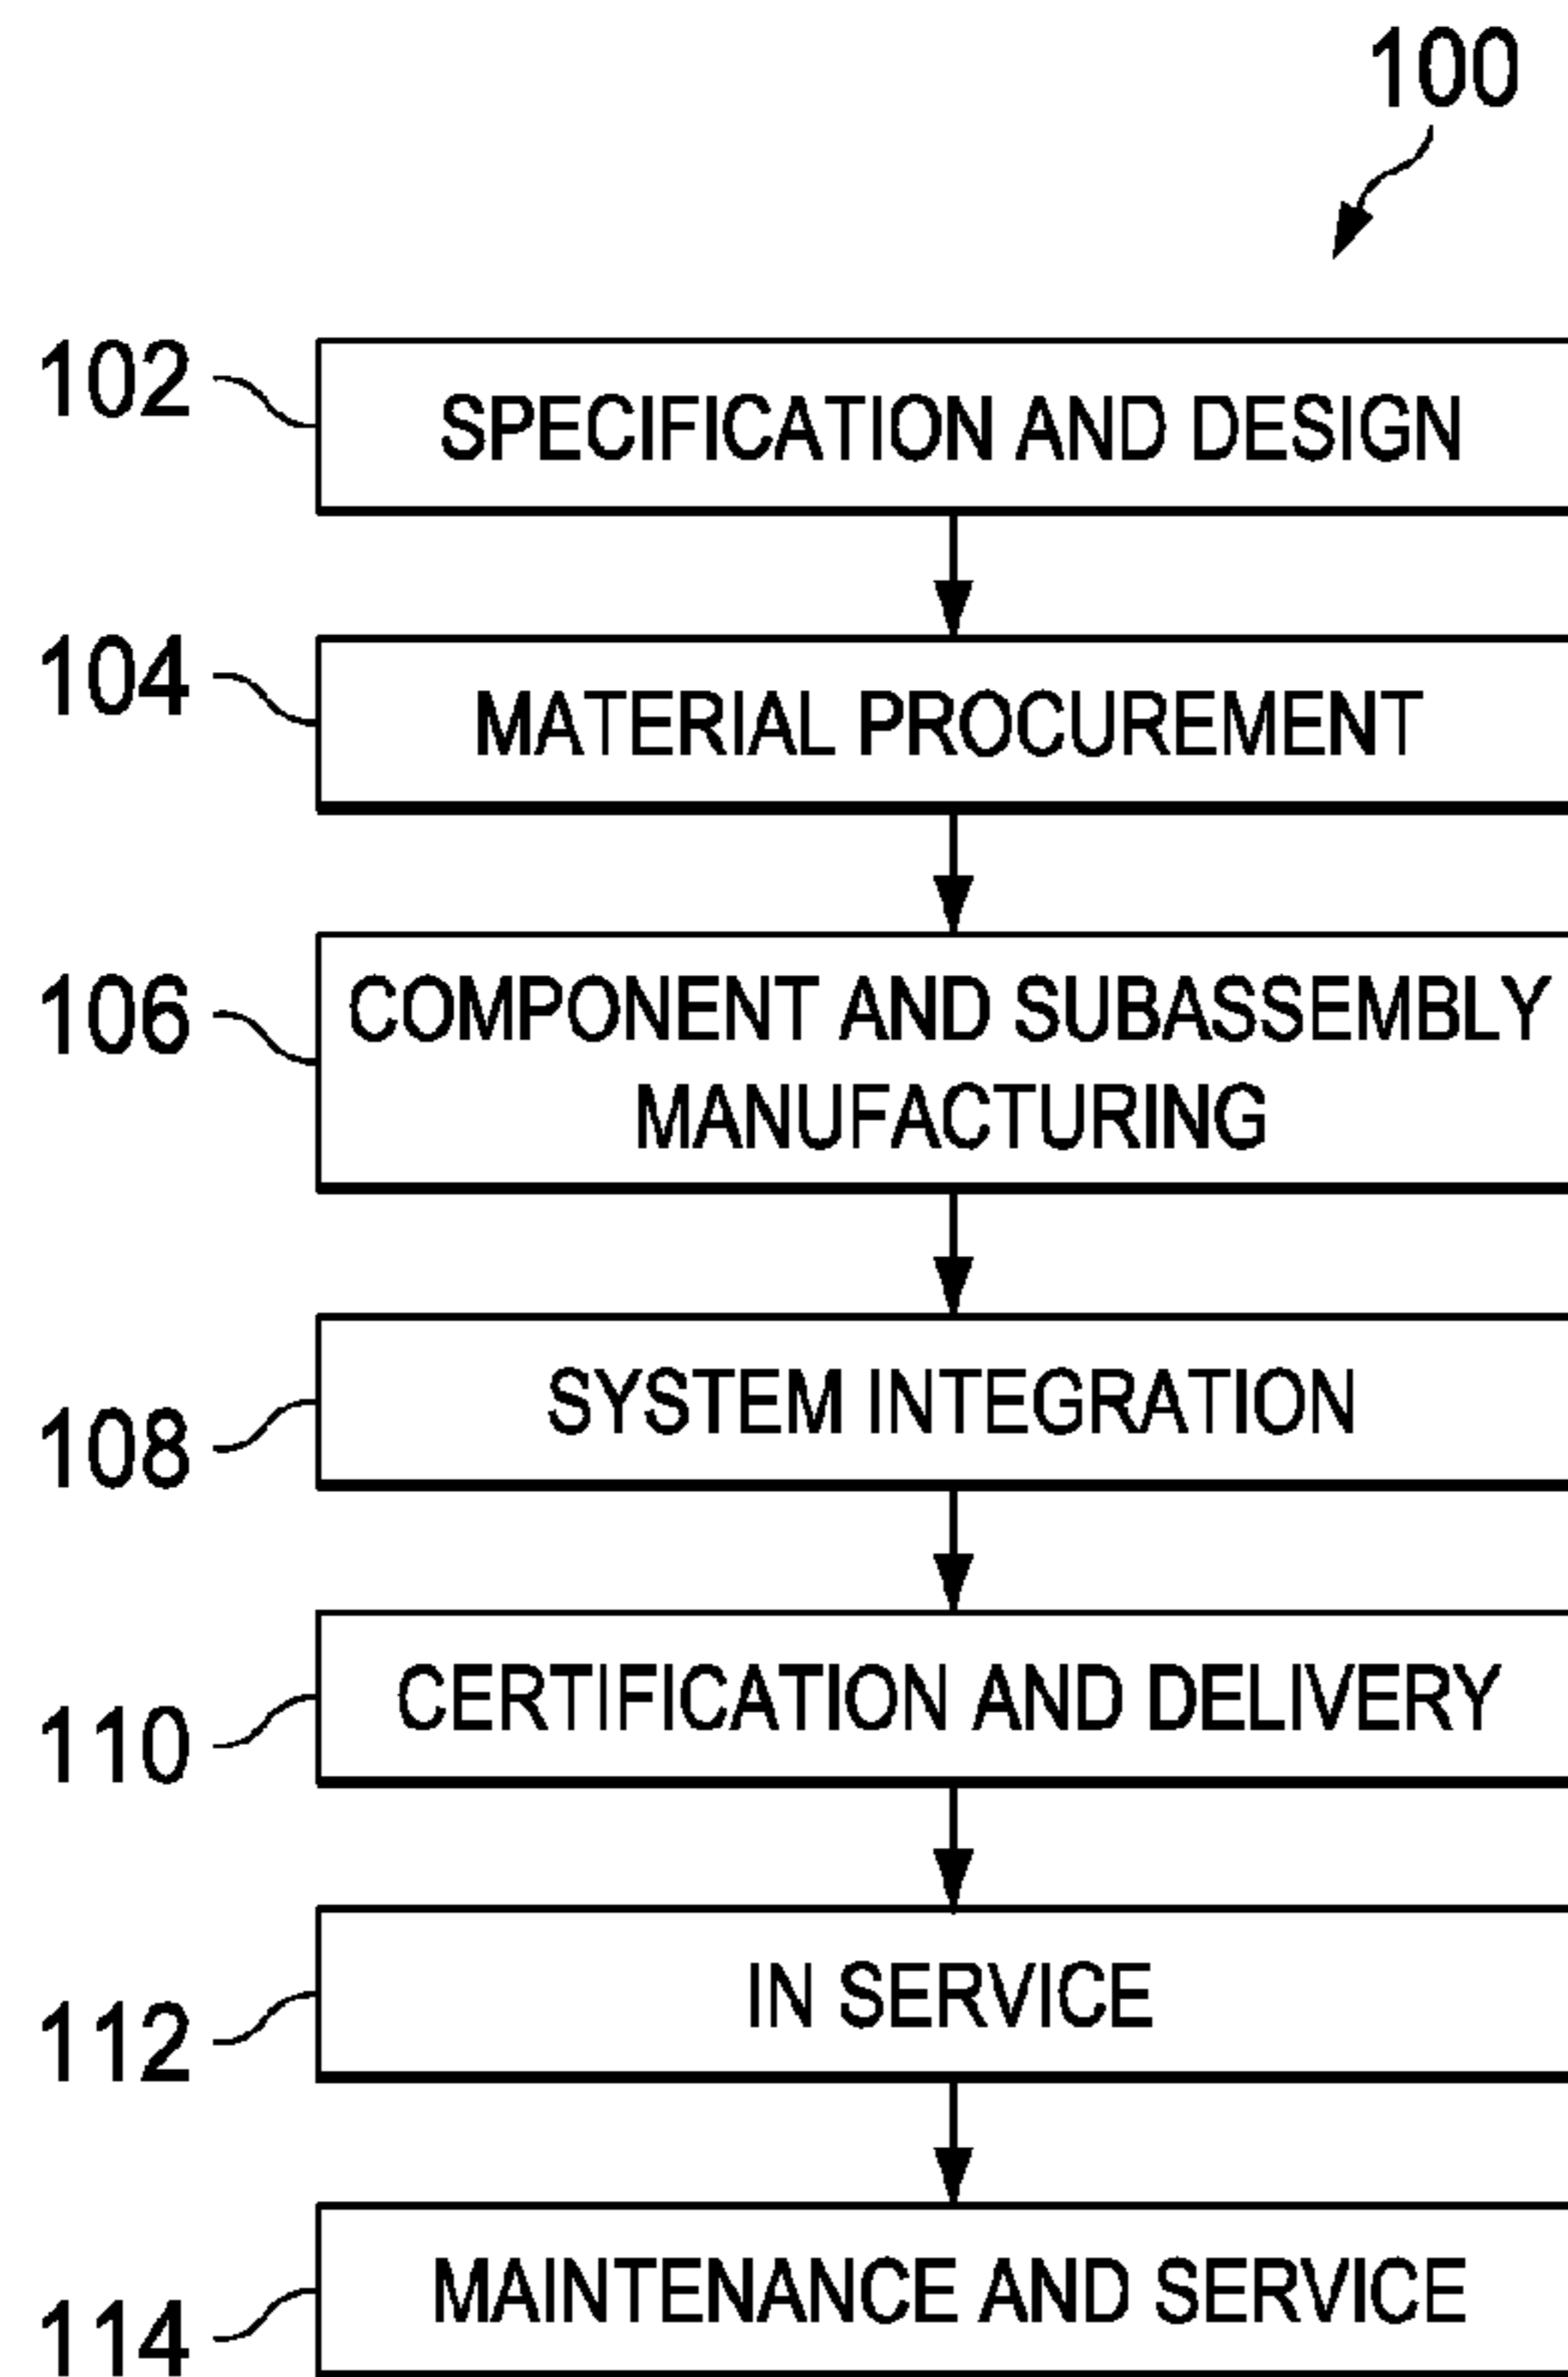 100
102
SPECIFICATION AND DESIGN
104
MATERIAL PROCUREMENT
106
COMPONENT AND SUBASSEMBLY
MANUFACTURING
108
SYSTEM INTEGRATION
110
CERTIFICATION AND DELIVERY
112
IN SERVICE
114
MAINTENANCE AND SERVICE